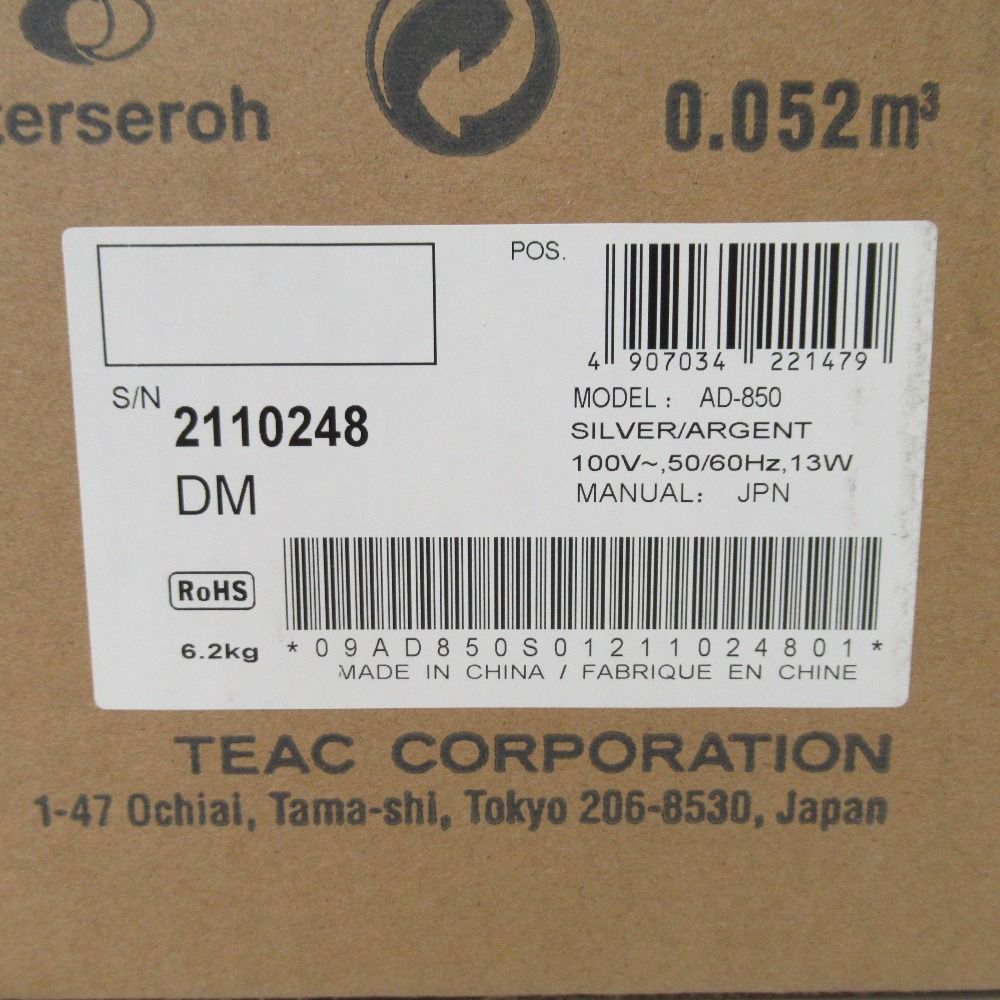 terseroh
0.052m³
POS.
4 907034 221479
S/N 2110248
DM
MODEL : AD-850
SILVER/ARGENT
100V~,50/60Hz,13W
MANUAL: JPN
RoHS
6.2kg
*09AD850S01211024801*
MADE IN CHINA / FABRIQUE EN CHINE
TEAC CORPORATION
1-47 Ochiai, Tama-shi, Tokyo 206-8530, Japan